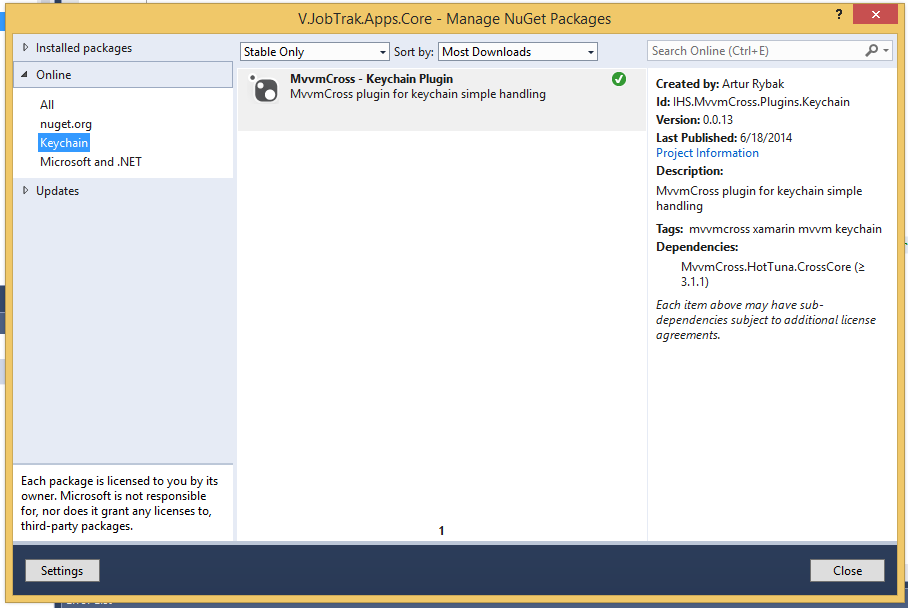 V.JobTrak.Apps.Core - Manage NuGet Packages
?
Installed packages
Online
All
nuget.org
Keychain
Microsoft and .NET
Updates
Each package is licensed to you by its
owner. Microsoft is not responsible
for, nor does it grant any licenses to,
third-party packages.
Stable Only
Sort by:
Most Downloads
MvvmCross - Keychain Plugin
MvvmCross plugin for keychain simple handling
1
Search Online (Ctrl+E)
Created by: Artur Rybak
Id: IHS.MvvmCross.Plugins.Keychain
Version: 0.0.13
Last Published: 6/18/2014
Project Information
Description:
MvvmCross plugin for keychain simple
handling
Tags: mvvmcross xamarin mvvm keychain
Dependencies:
MvvmCross.HotTuna.CrossCore (≥
3.1.1)
Each item above may have sub-
dependencies subject to additional license
agreements.
Settings
Close